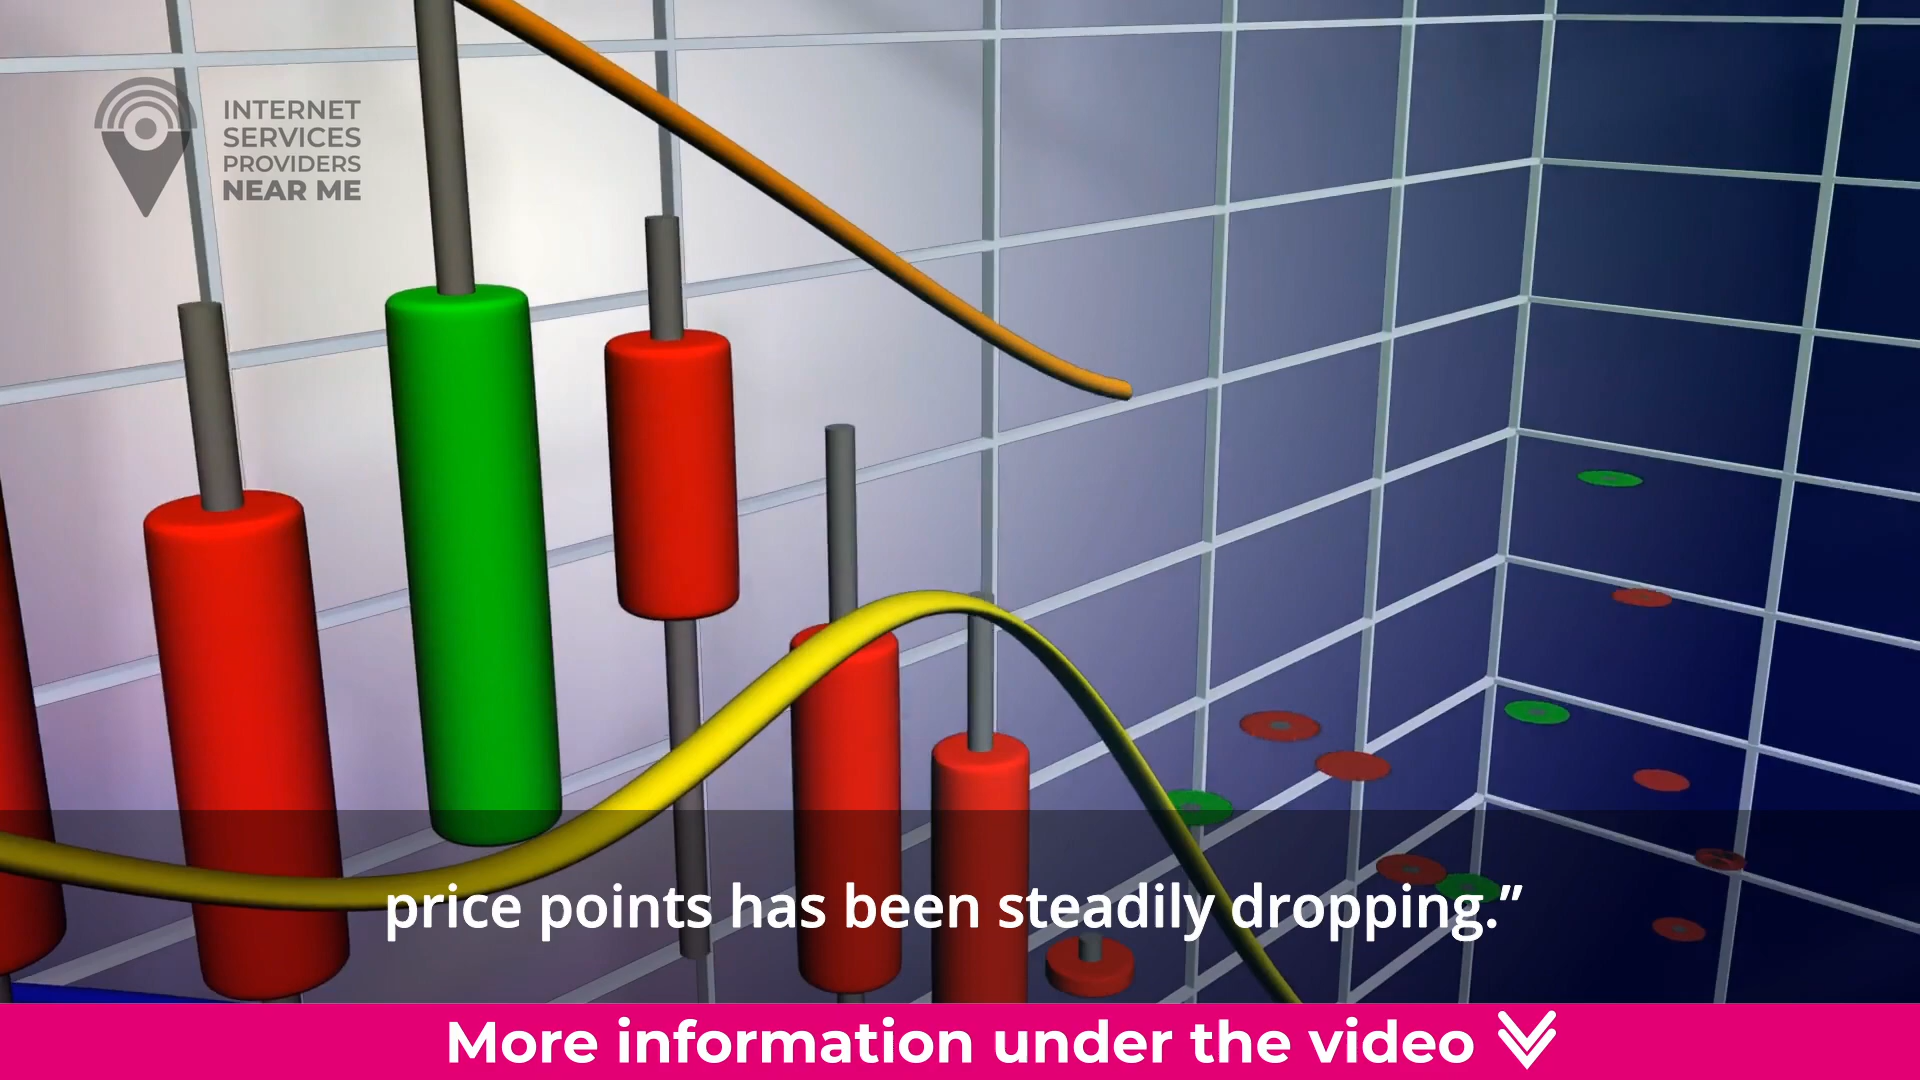 INTERNET
SERVICES
PROVIDERS
NEAR ME
price points has been steadily dropping.”
More information under the video